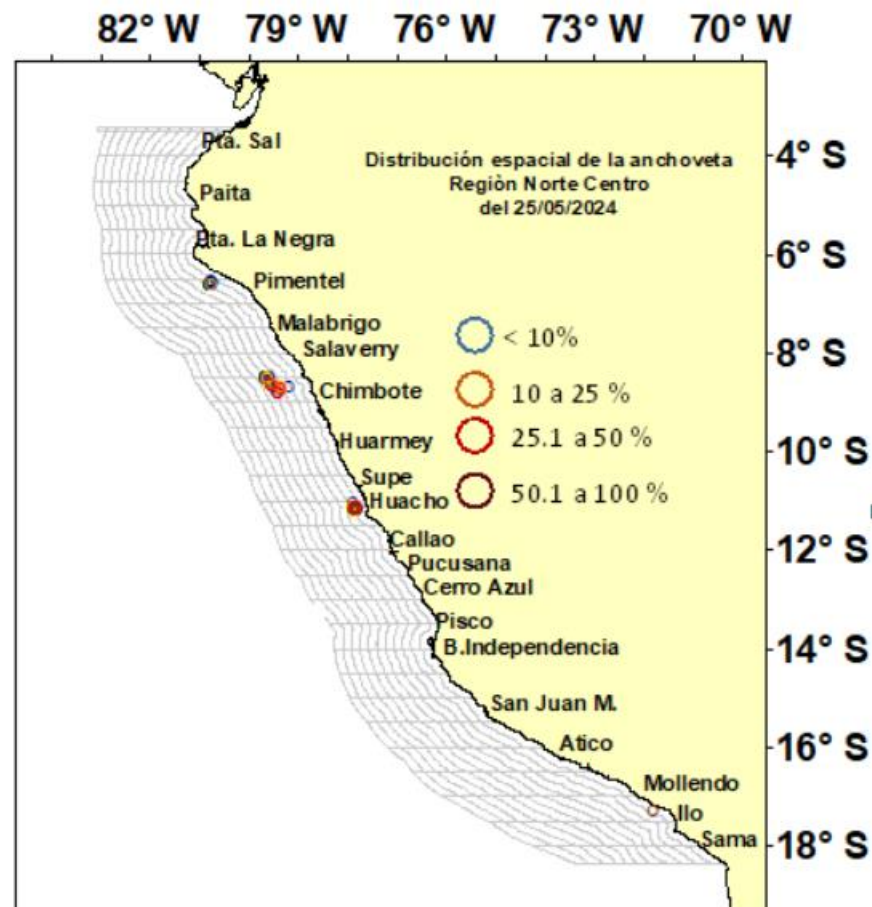 82° W 79° W 76° W 73° W 70° W
Pta. Sal
4° S
Distribución espacial de la anchoveta
Regiòn Norte Centro
del 25/05/2024
Paita
Pta. La Negra
6° S
Pimentel
Malabrigo
Salaverry
< 10%
8° S
Chimbote
10 a 25 %
Huarmey
25.1 a 50 %
10° S
Supe
Huacho
50.1 a 100 %
Callao
12° S
Pucusana
Cerro Azul
Pisco
B.Independencia
14° S
San Juan M.
Atico
16° S
Mollendo
Ilo
Sama
18° S